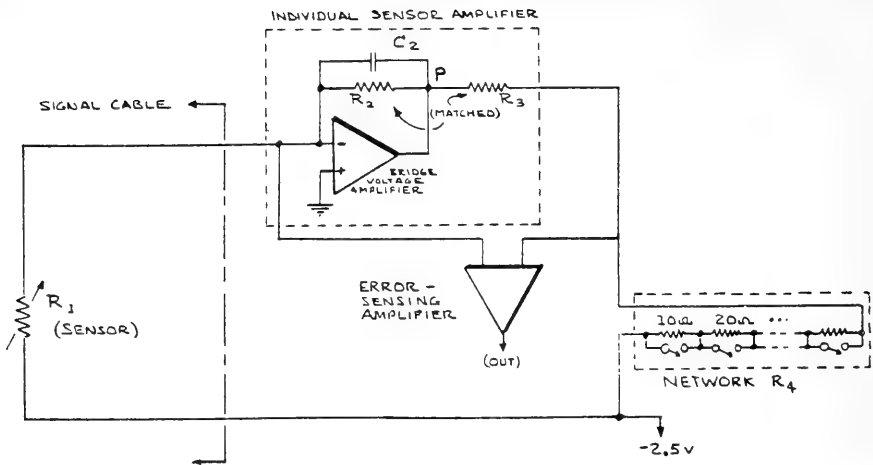 INDIVIDUAL SENSOR AMPLIFIER
C2
P
R2
R3
(MATCHED)
SIGNAL CABLE
-
+
BRIDGE
VOLTAGE
AMPLIFIER
ERROR-
SENSING
AMPLIFIER
R1
(SENSOR)
10Ω
20Ω
...
(OUT)
NETWORK R4
-2.5V